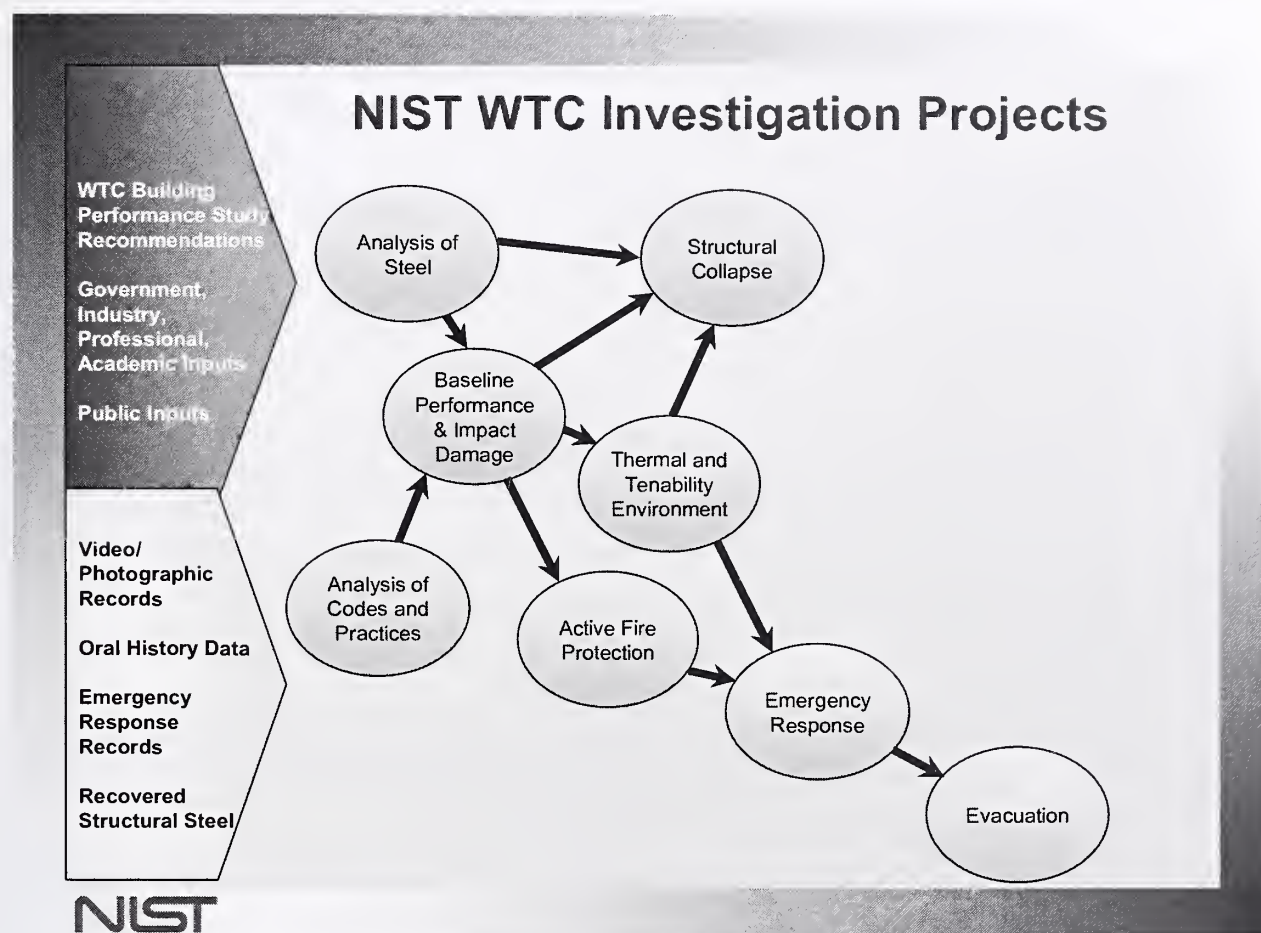 NIST WTC Investigation Projects
WTC Building
Performance Study
Recommendations
Government,
Industry,
Professional,
Academic Inputs
Public Inputs
Video/
Photographic
Records
Oral History Data
Emergency
Response
Records
Recovered
Structural Steel
Analysis of
Steel
Structural
Collapse
Baseline
Performance
& Impact
Damage
Thermal and
Tenability
Environment
Analysis of
Codes and
Practices
Active Fire
Protection
Emergency
Response
Evacuation
NIST